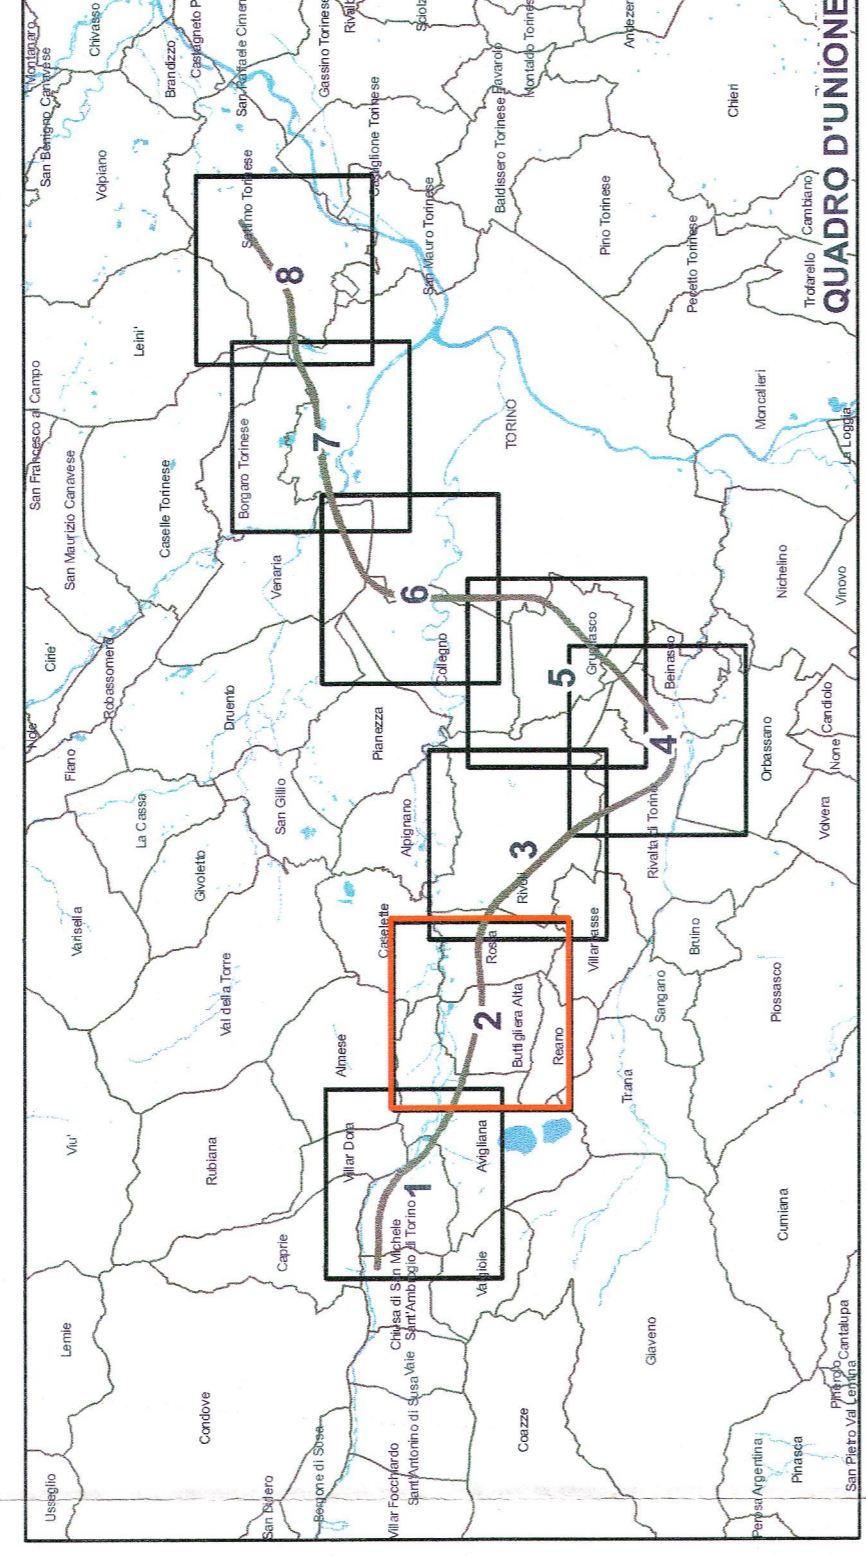 Usseglio
Lemie
Viu'
Varisella
Fiano
Nole
Cirie'
San Francesco al Campo
San Maurizio Canavese
San Benigno Canavese
Montanaro
Chivasso
Volpiano
Leini'
La Cassa
Robassomero
Caselle Torinese
Brandizzo
Castagneto P
Condove
Rubiana
Val della Torre
Givoletto
Druento
Borgaro Torinese
Settimo Torinese
San Raffaele Cimen
San Didero
Caprie
San Gillio
Venaria
8
Borgone di Susa
Villar Dora
Almese
7
Gassino Torinese
Rivalb
Villar Focchiardo
Chiusa di San Michele
Caselette
Alpignano
Pianezza
Castiglione Torinese
Sant'Antonino di Susa
Vaie
Sant'Ambrogio di Torino
1
6
Collegno
San Mauro Torinese
Sciolz
Valgioie
Avigliana
2
Rosta
Baldissero Torinese
Pavarolo
Coazze
Buttigliera Alta
Rivoli
3
TORINO
Montaldo Torines
Reano
5
Villarbasse
Grugliasco
Pino Torinese
Andezen
Giaveno
Trana
Sangano
Rivalta di Torino
4
Beinasco
Bruino
Pecetto Torinese
Chieri
Perosa Argentina
Cumiana
Piossasco
Orbassano
Nichelino
Moncalieri
Pinasca
Trofarello
Cambiano
Pinerolo
Volvera
None
Candiolo
Vinovo
La Loggia
San Pietro Val Lemina
Cantalupa
QUADRO D'UNIONE